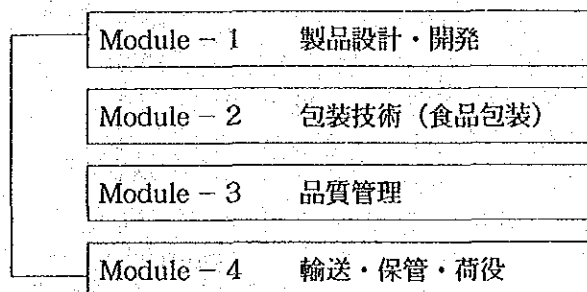 Module － 1　製品設計・開発
Module － 2　包装技術（食品包装）
Module － 3　品質管理
Module － 4　輸送・保管・荷役